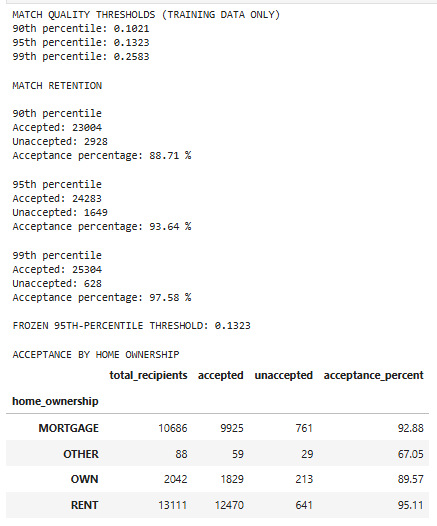 MATCH QUALITY THRESHOLDS (TRAINING DATA ONLY)
90th percentile: 0.1021
95th percentile: 0.1323
99th percentile: 0.2583
MATCH RETENTION
90th percentile
Accepted: 23004
Unaccepted: 2928
Acceptance percentage: 88.71 %
95th percentile
Accepted: 24283
Unaccepted: 1649
Acceptance percentage: 93.64 %
99th percentile
Accepted: 25304
Unaccepted: 628
Acceptance percentage: 97.58 %
FROZEN 95TH-PERCENTILE THRESHOLD: 0.1323
ACCEPTANCE BY HOME OWNERSHIP
total_recipients accepted unaccepted acceptance_percent
home_ownership
MORTGAGE 10686 9925 761 92.88
OTHER 88 59 29 67.05
OWN 2042 1829 213 89.57
RENT 13111 12470 641 95.11